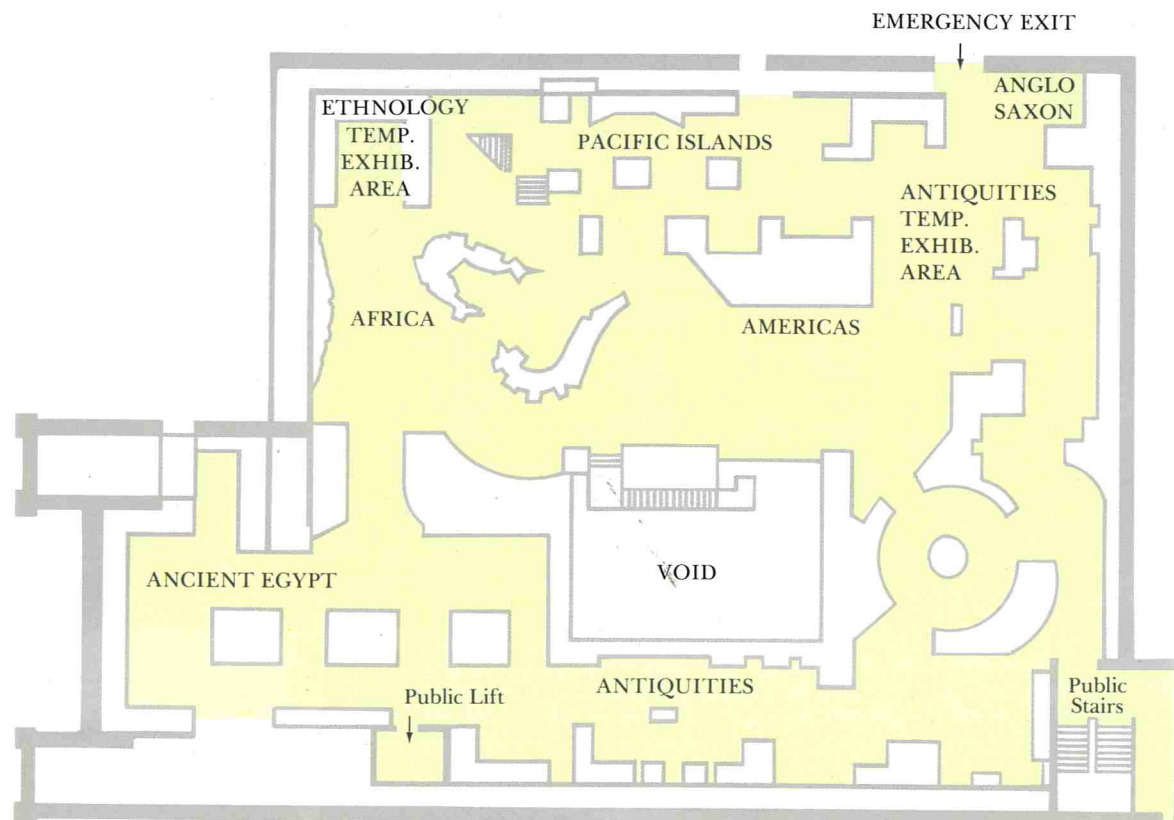 EMERGENCY EXIT
ANGLO
SAXON
ETHNOLOGY
TEMP.
EXHIB.
AREA
PACIFIC ISLANDS
ANTIQUITIES
TEMP.
EXHIB.
AREA
AFRICA
AMERICAS
ANCIENT EGYPT
VOID
ANTIQUITIES
Public Lift
Public
Stairs